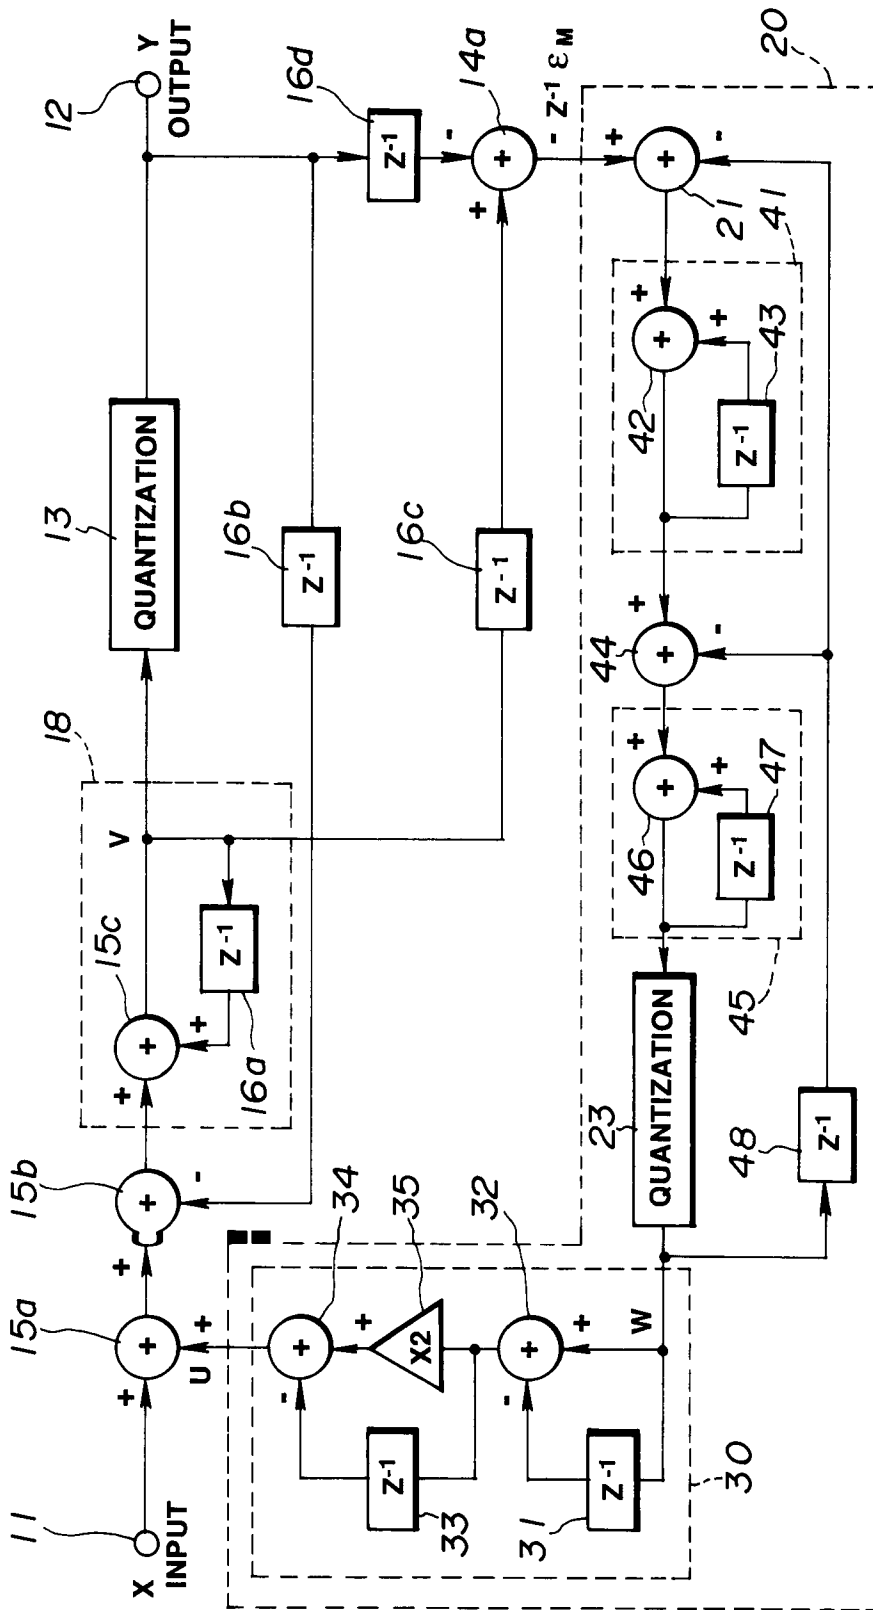 11
X
INPUT
15a
+
+
+
U
+
15b
+
-
18
15c
+
+
+
Z-1
16a
V
13
QUANTIZATION
12
Y
OUTPUT
16b
Z-1
16c
Z-1
16d
Z-1
-
14a
+
+
- Z-1 εM
20
34
+
-
+
35
X2
Z-1
33
32
+
-
+
W
Z-1
31
30
23
QUANTIZATION
48
Z-1
45
46
+
+
+
47
Z-1
44
+
+
-
42
+
+
+
43
Z-1
41
21
+
+
-